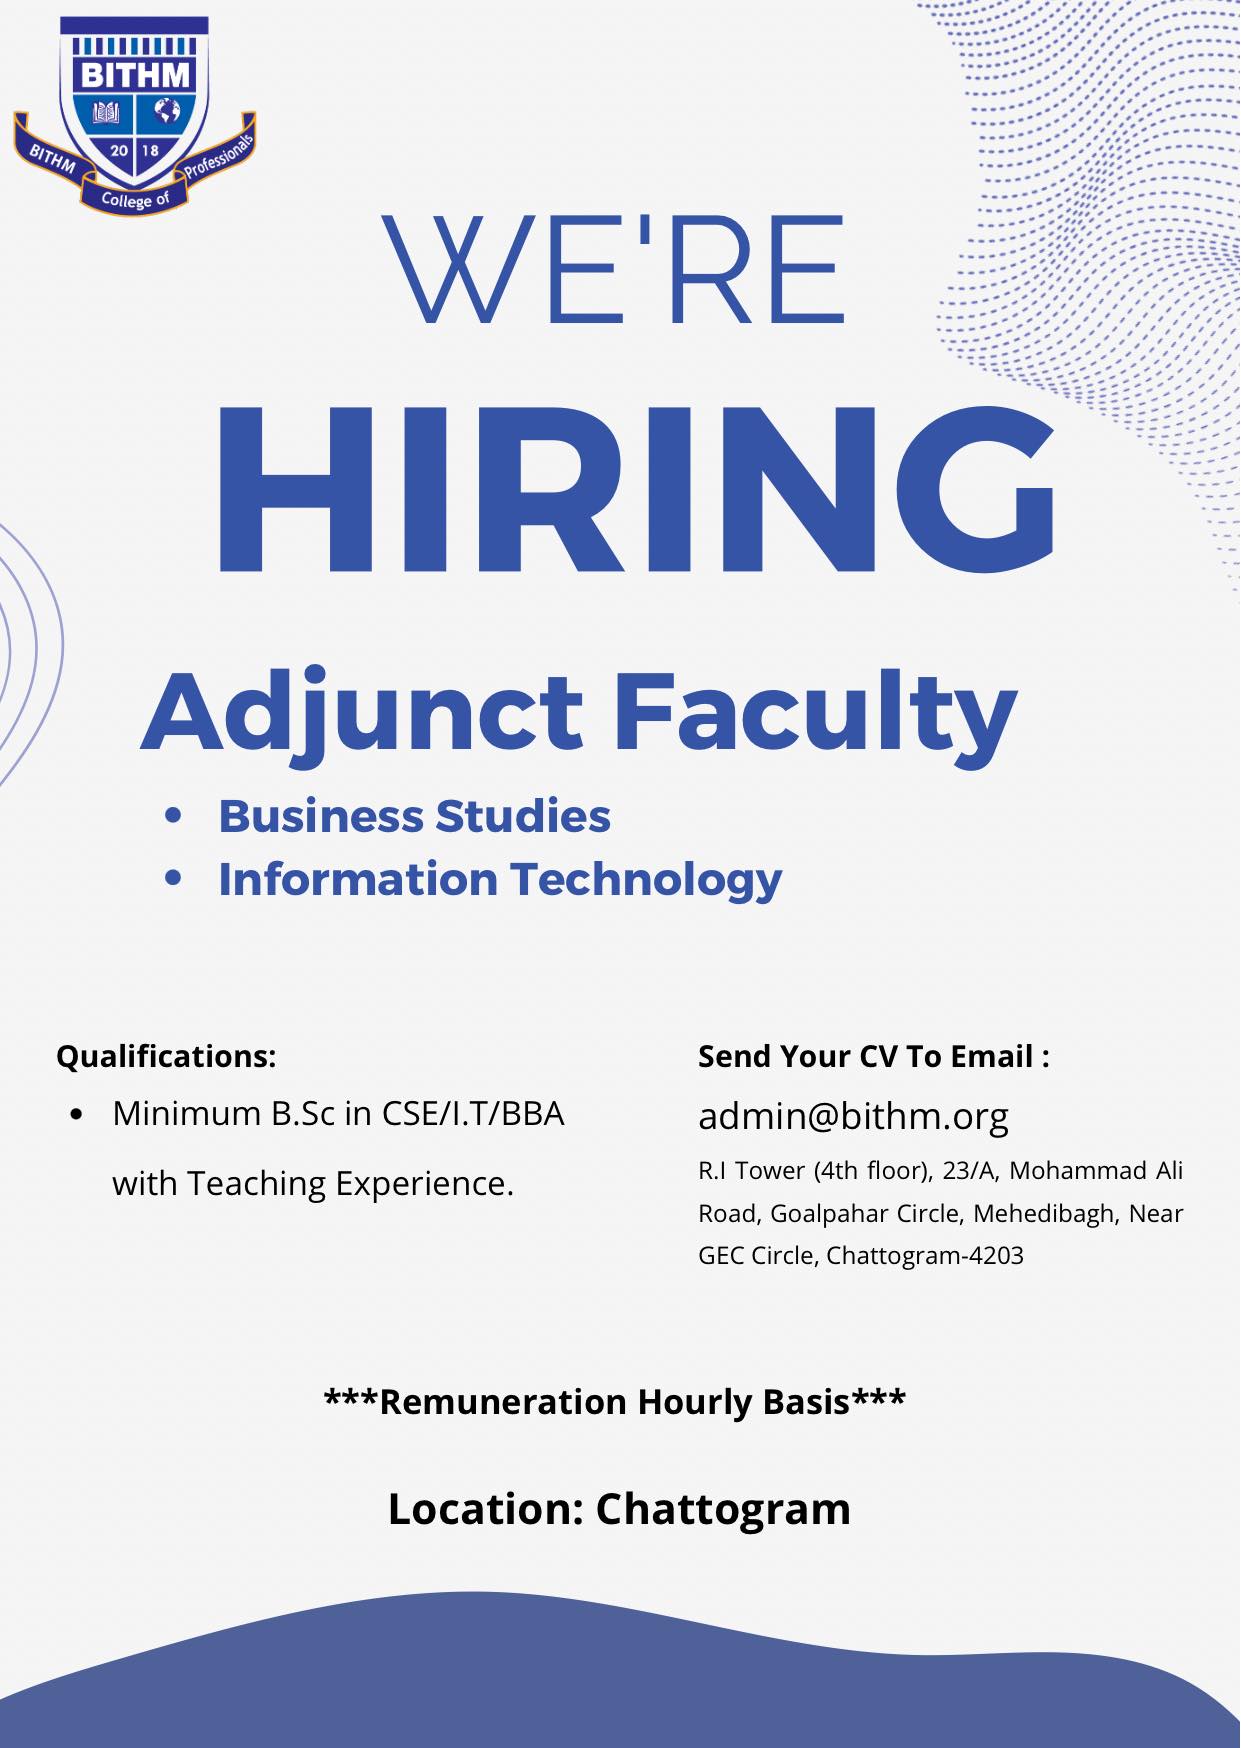 BITHM
20 18
BITHM College of Professionals
WE'RE
HIRING
Adjunct Faculty
• Business Studies
• Information Technology
Qualifications:
• Minimum B.Sc in CSE/I.T/BBA
with Teaching Experience.
Send Your CV To Email :
admin@bithm.org
R.I Tower (4th floor), 23/A, Mohammad Ali
Road, Goalpahar Circle, Mehedibagh, Near
GEC Circle, Chattogram-4203
***Remuneration Hourly Basis***
Location: Chattogram